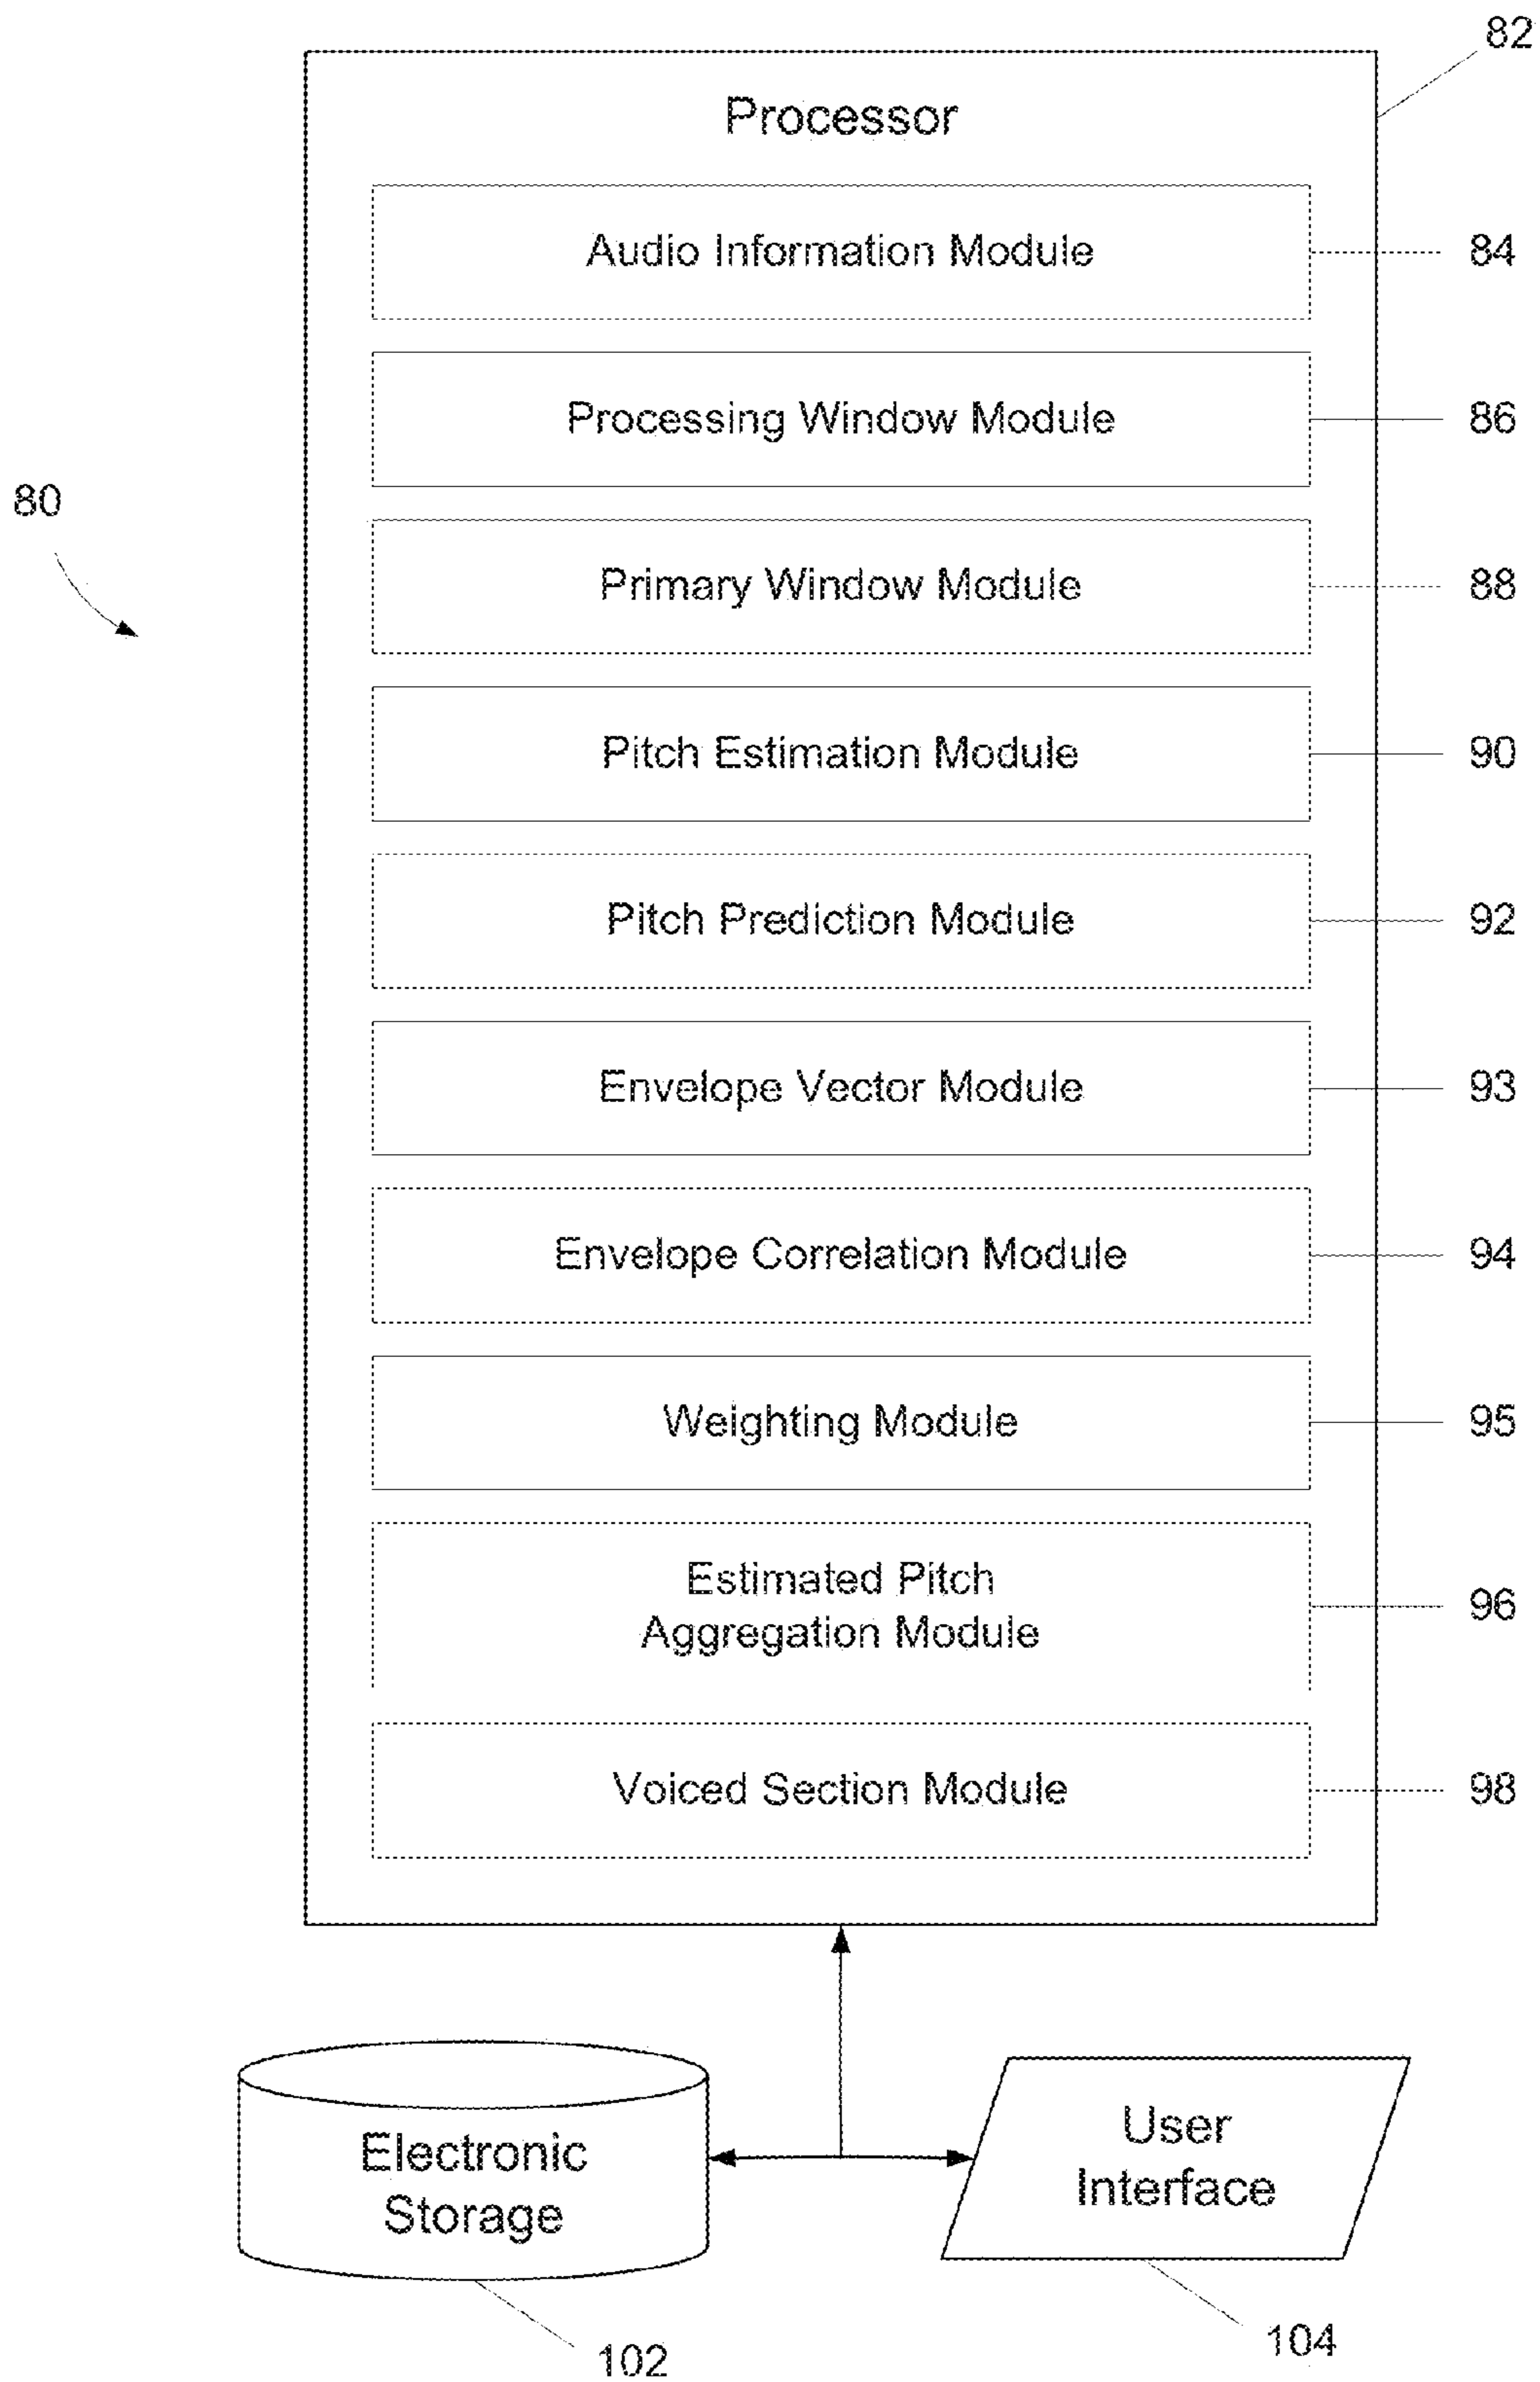 82
Processor
Audio Information Module 84
Processing Window Module 86
80
Primary Window Module 88
Pitch Estimation Module 90
Pitch Prediction Module 92
Envelope Vector Module 93
Envelope Correlation Module 94
Weighting Module 95
Estimated Pitch
Aggregation Module
96
Voiced Section Module 98
Electronic
Storage
User
Interface
102
104